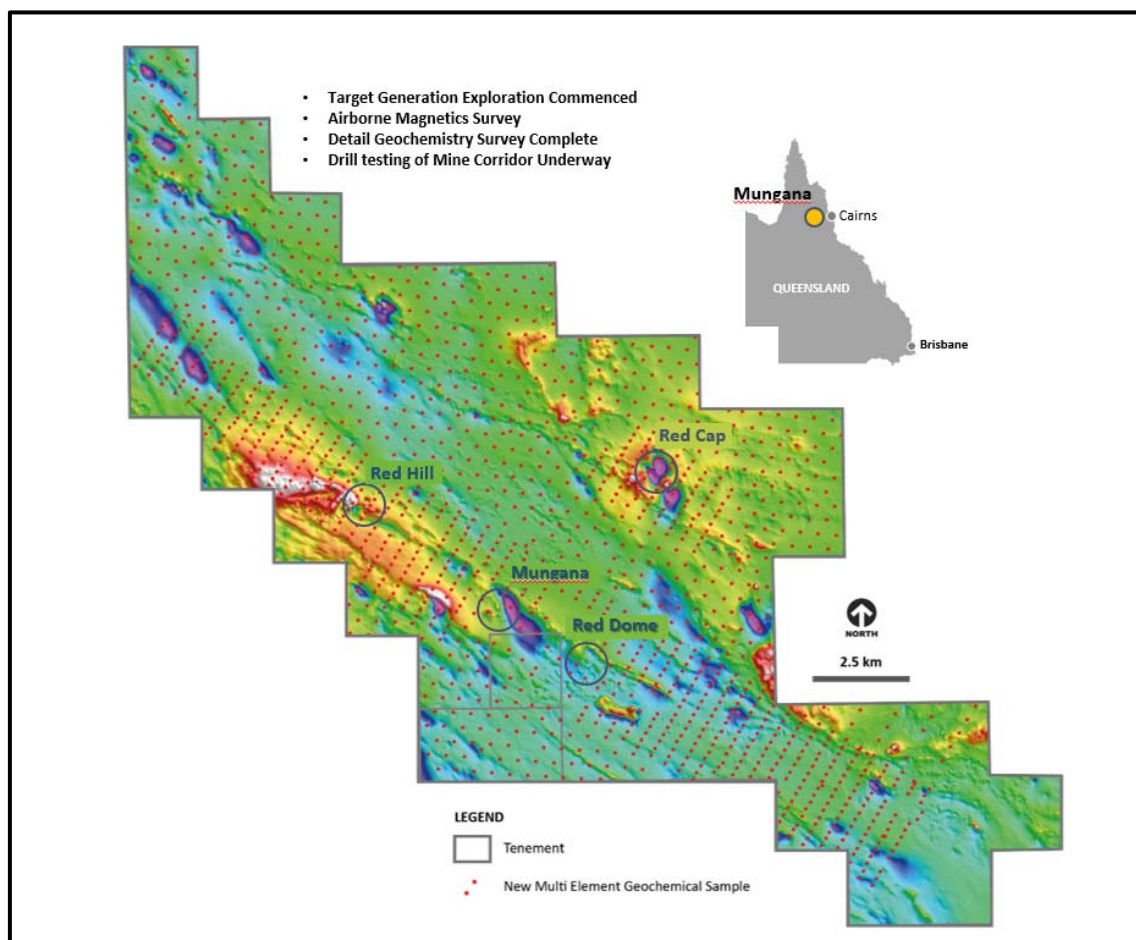 • Target Generation Exploration Commenced
• Airborne Magnetics Survey
• Detail Geochemistry Survey Complete
• Drill testing of Mine Corridor Underway
Mungana
Cairns
QUEENSLAND
Brisbane
Red Cap
Red Hill
Mungana
Red Dome
NORTH
2.5 km
LEGEND
Tenement
New Multi Element Geochemical Sample